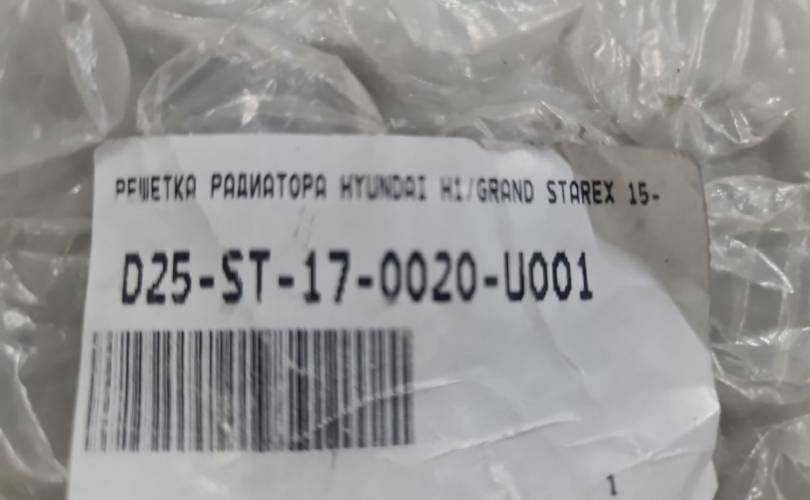 РЕШЕТКА РАДИАТОРА HYUNDAI H1/GRAND STAREX 15-
D25-ST-17-0020-U001
1